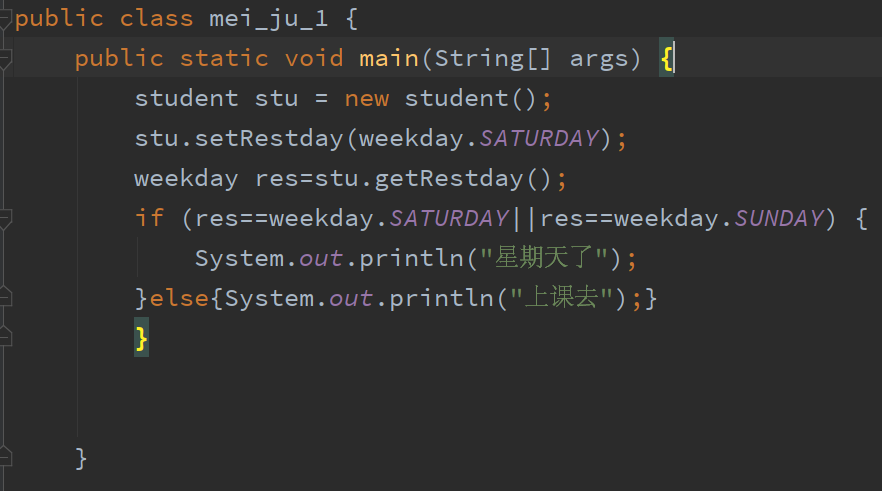 public class mei_ju_1 {
public static void main(String[] args) {
student stu = new student();
stu.setRestday(weekday.SATURDAY);
weekday res=stu.getRestday();
if (res==weekday.SATURDAY||res==weekday.SUNDAY) {
System.out.println("星期天了");
}else{System.out.println("上课去");}
}
}